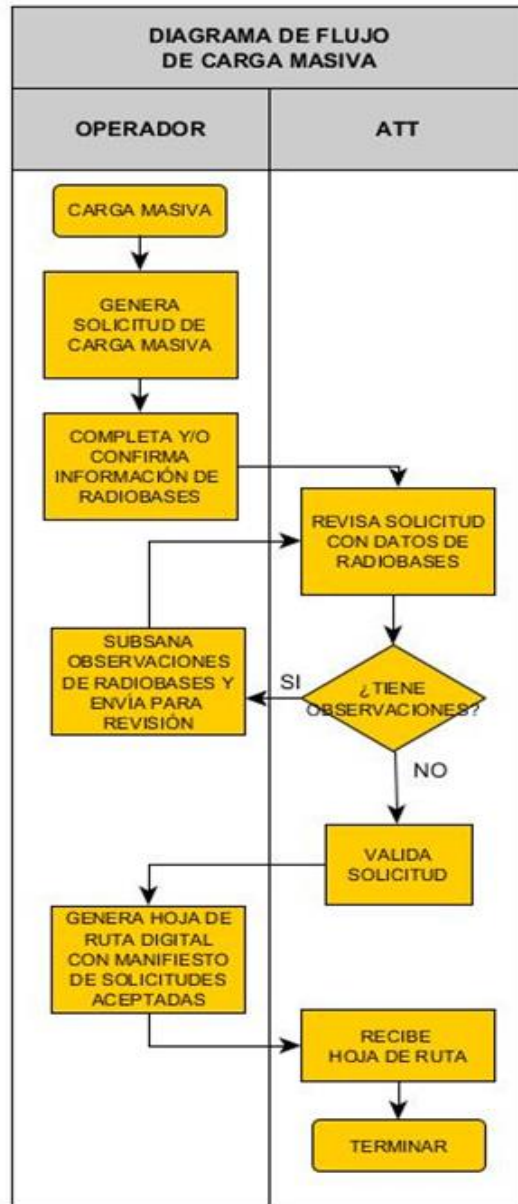 DIAGRAMA DE FLUJO
DE CARGA MASIVA
OPERADOR
ATT
CARGA MASIVA
GENERA
SOLICITUD DE
CARGA MASIVA
COMPLETA Y/O
CONFIRMA
INFORMACIÓN DE
RADIOBASES
REVISA SOLICITUD
CON DATOS DE
RADIOBASES
SUBSANA
OBSERVACIONES
DE RADIOBASES Y
ENVÍA PARA
REVISIÓN
SI
¿TIENE
OBSERVACIONES?
NO
VALIDA
SOLICITUD
GENERA HOJA DE
RUTA DIGITAL
CON MANIFIESTO
DE SOLICITUDES
ACEPTADAS
RECIBE
HOJA DE RUTA
TERMINAR